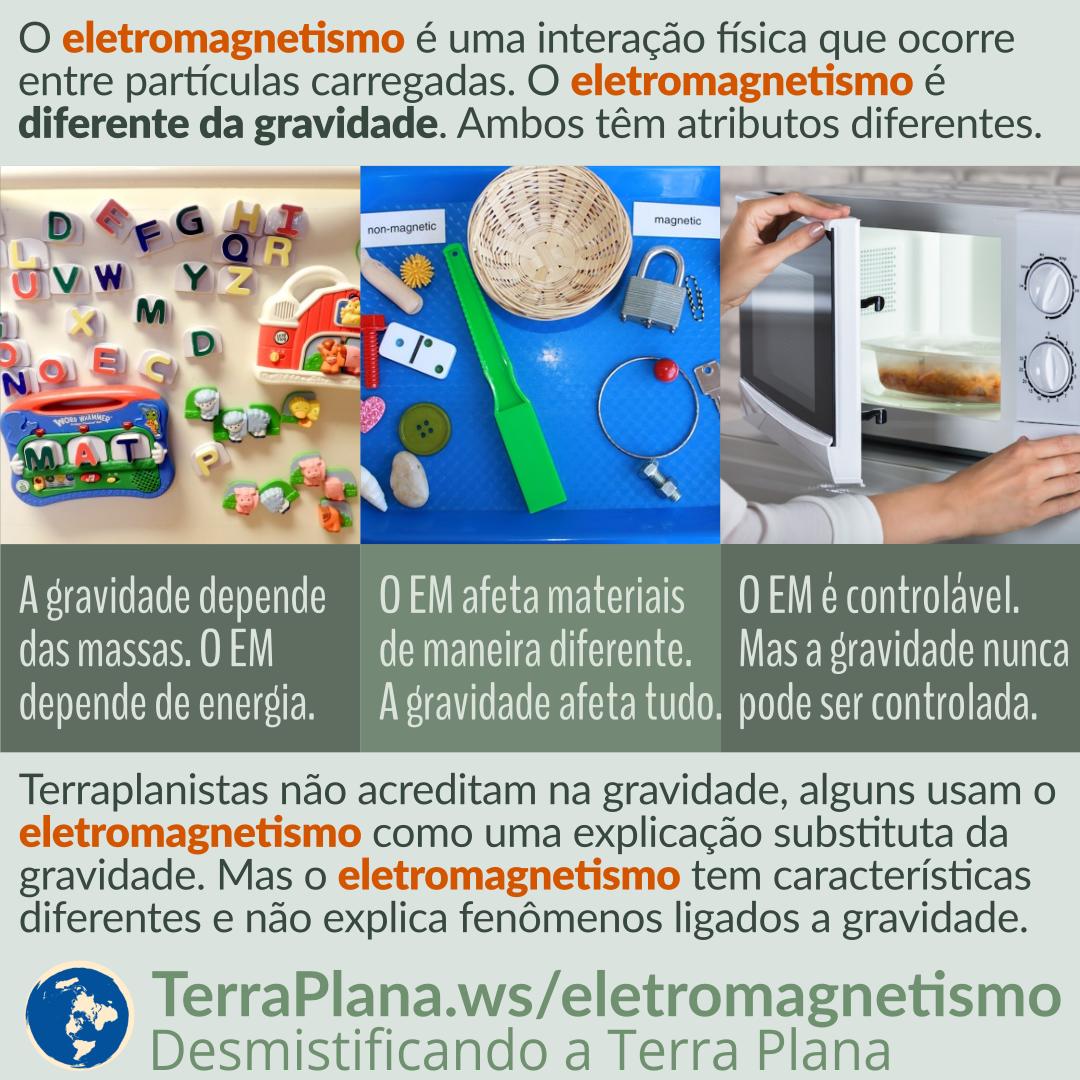 O eletromagnetismo é uma interação física que ocorre
entre partículas carregadas. O eletromagnetismo é
diferente da gravidade. Ambos têm atributos diferentes.
D E F G H I
L Q R
U V W Y Z
X M
D
O E C
N
WORD WHAMMER
M A T
P
non-magnetic
magnetic
A gravidade depende
das massas. O EM
depende de energia.
O EM afeta materiais
de maneira diferente.
A gravidade afeta tudo.
O EM é controlável.
Mas a gravidade nunca
pode ser controlada.
Terraplanistas não acreditam na gravidade, alguns usam o
eletromagnetismo como uma explicação substituta da
gravidade. Mas o eletromagnetismo tem características
diferentes e não explica fenômenos ligados a gravidade.
TerraPlana.ws/eletromagnetismo
Desmistificando a Terra Plana